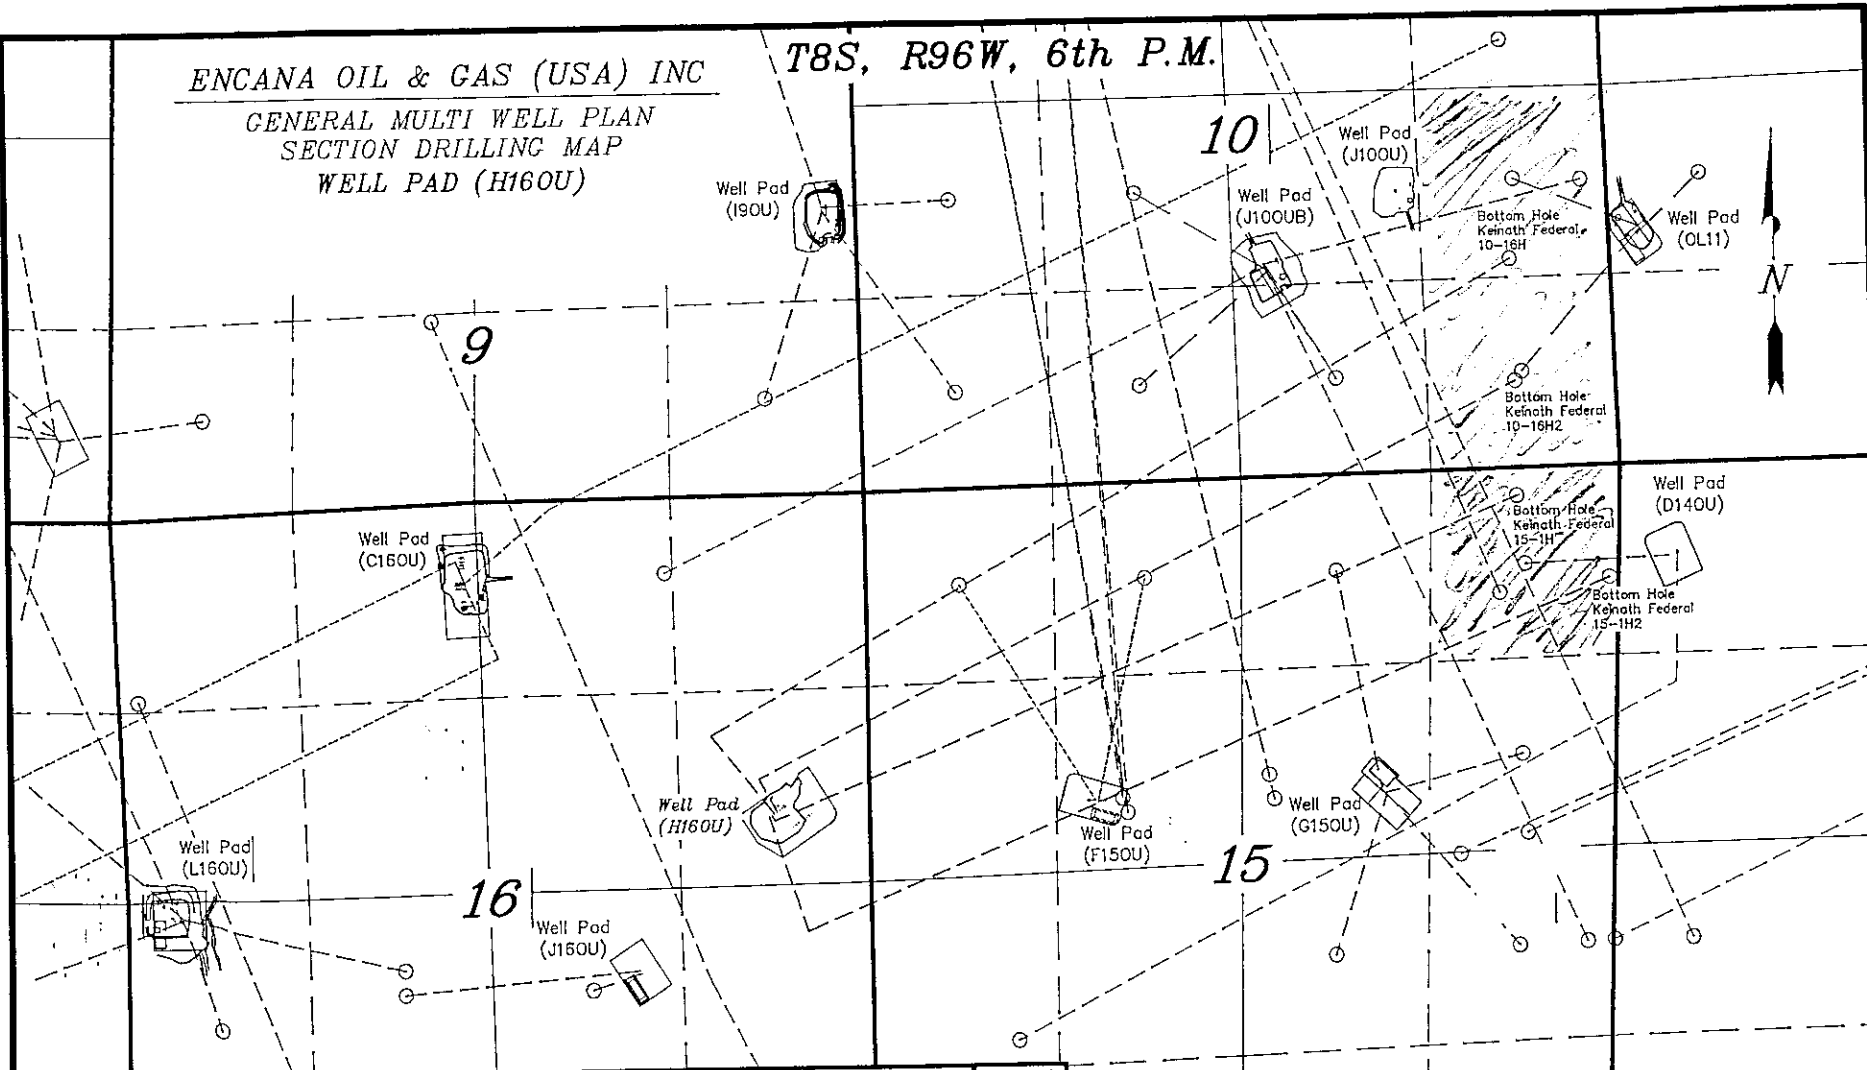 T8S, R96W, 6th P.M.
ENCANA OIL & GAS (USA) INC
GENERAL MULTI WELL PLAN
SECTION DRILLING MAP
WELL PAD (H160U)
10
Well Pad
(J100U)
Well Pad
(I90U)
Well Pad
(J100UB)
Bottom Hole
Keinath Federal
10-16H
Well Pad
(OL11)
N
9
Bottom Hole
Keinath Federal
10-16H2
Well Pad
(D140U)
Well Pad
(C160U)
Bottom Hole
Keinath Federal
15-1H
Bottom Hole
Keinath Federal
15-1H2
Well Pad
(H160U)
Well Pad
(G150U)
Well Pad
(F150U)
15
Well Pad
(L160U)
16
Well Pad
(J160U)